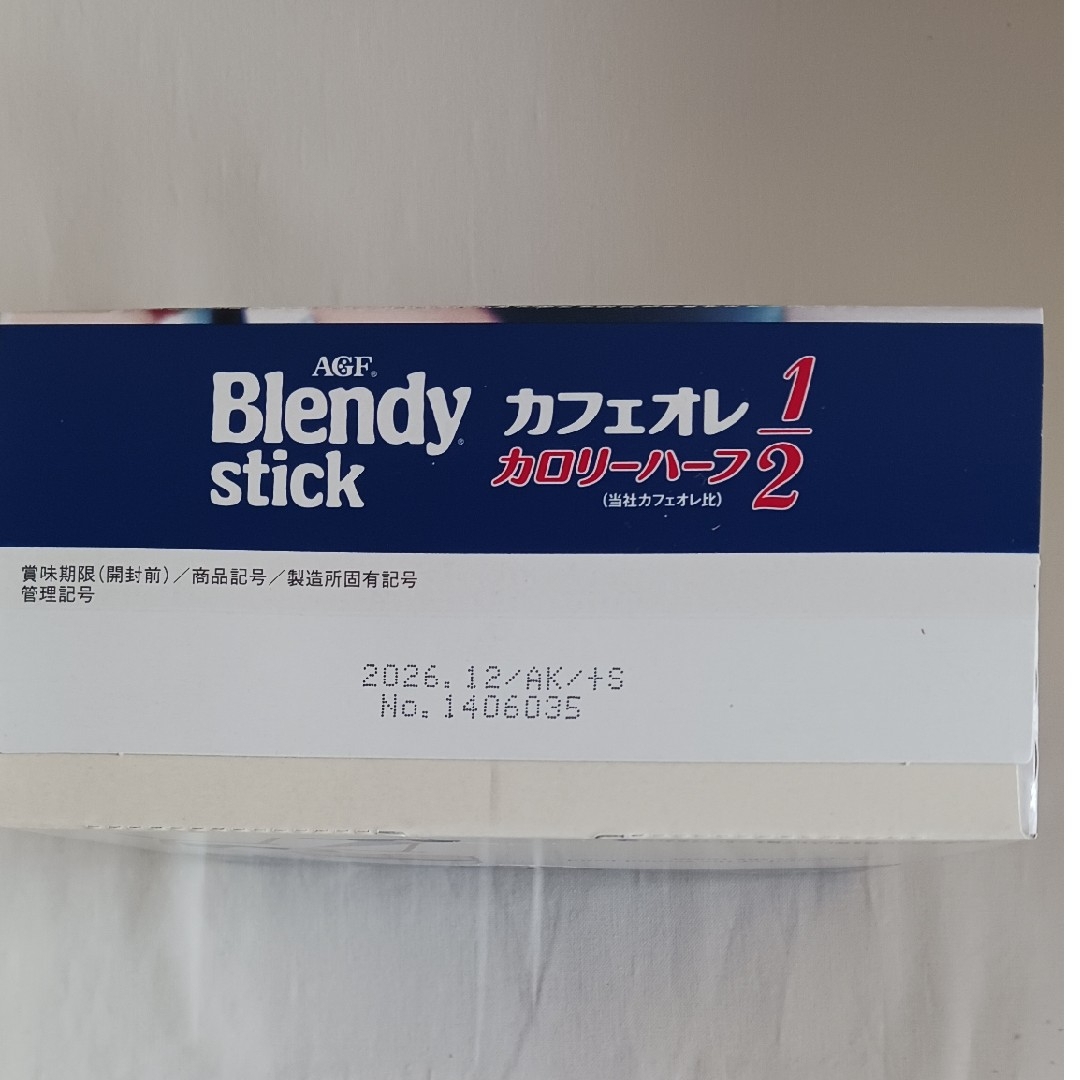 AGF®
Blendy®
stick
カフェオレ 1/2
カロリーハーフ
(当社カフェオレ比)
賞味期限(開封前)/商品記号/製造所固有記号
管理記号
2026.12/AK/+S
No.1406035